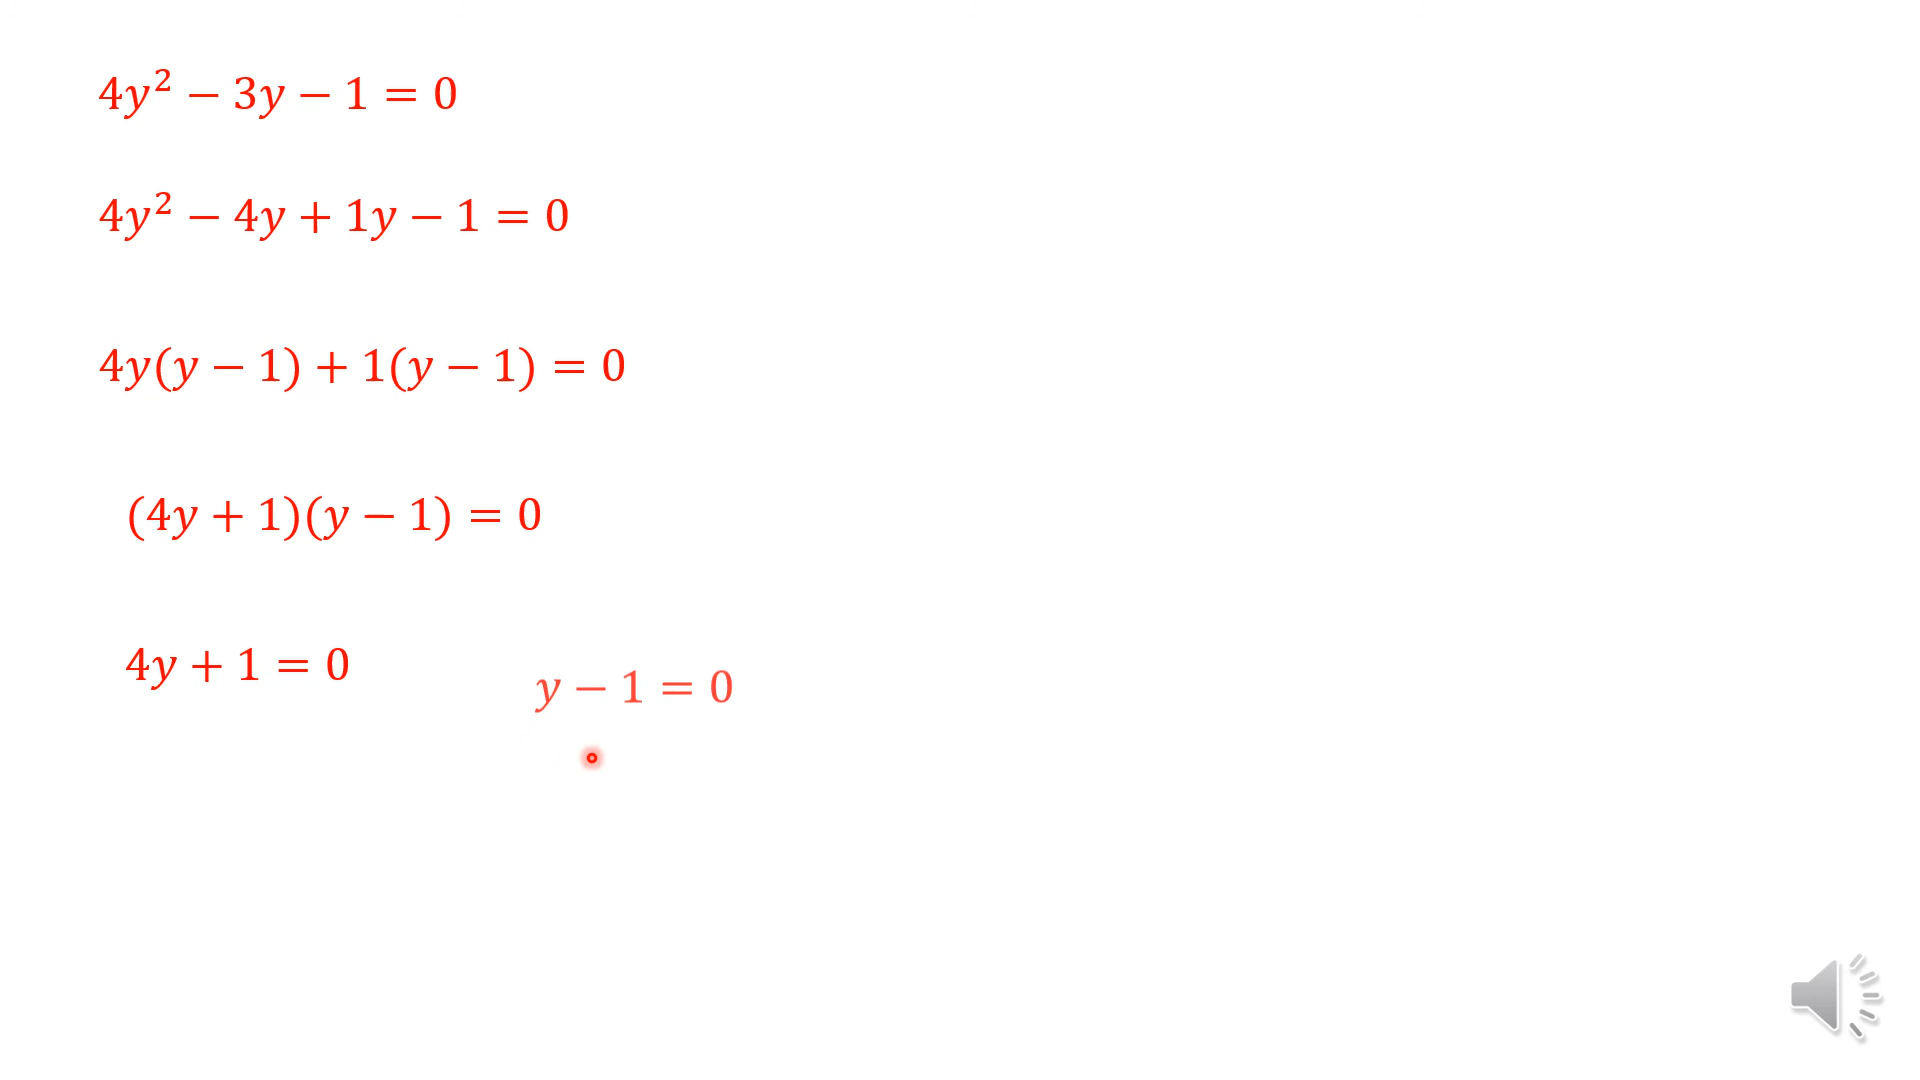 4y² − 3y − 1 = 0
4y² − 4y + 1y − 1 = 0
4y(y − 1) + 1(y − 1) = 0
(4y + 1)(y − 1) = 0
4y + 1 = 0
y − 1 = 0